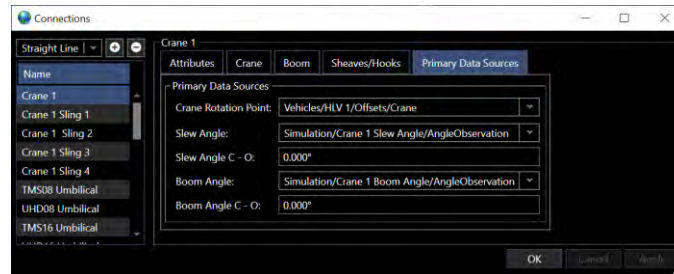 Connections
Straight Line
Name
Crane 1
Crane 1 Sling 1
Crane 1 Sling 2
Crane 1 Sling 3
Crane 1 Sling 4
TMS08 Umbilical
UHD08 Umbilical
TMS16 Umbilical
Crane 1
Attributes Crane Boom Sheaves/Hooks Primary Data Sources
Primary Data Sources
Crane Rotation Point: Vehicles/HLV 1/Offsets/Crane
Slew Angle: Simulation/Crane 1 Slew Angle/AngleObservation
Slew Angle C - O: 0.000°
Boom Angle: Simulation/Crane 1 Boom Angle/AngleObservation
Boom Angle C - O: 0.000°
OK Cancel Apply